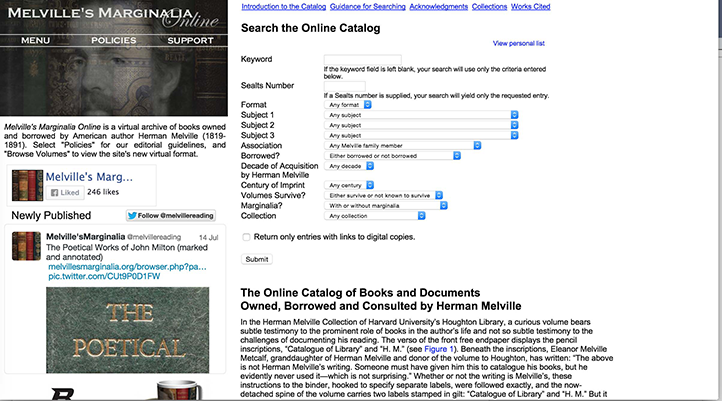 MELVILLE'S MARGINALIA
Online
MENU POLICIES SUPPORT
Melville's Marginalia Online is a virtual archive of books owned
and borrowed by American author Herman Melville (1819-
1891). Select "Policies" for our editorial guidelines, and
"Browse Volumes" to view the site's new virtual format.
Melville's Marg...
Liked 246 likes
Newly Published
Follow @melvillereading
Melville'sMarginalia @melvillereading 14 Jul
The Poetical Works of John Milton (marked
and annotated)
melvillesmarginalia.org/browser.php?pa…
pic.twitter.com/CUt9P0D1FW
THE
POETICAL
Introduction to the Catalog Guidance for Searching Acknowledgments Collections Works Cited
Search the Online Catalog
View personal list
Keyword
If the keyword field is left blank, your search will use only the criteria entered
below.
Sealts Number
If a Sealts number is supplied, your search will yield only the requested entry.
Format Any format
Subject 1 Any subject
Subject 2 Any subject
Subject 3 Any subject
Association Any Melville family member
Borrowed? Either borrowed or not borrowed
Decade of Acquisition Any decade
by Herman Melville
Century of Imprint Any century
Volumes Survive? Either survive or not known to survive
Marginalia? With or without marginalia
Collection Any collection
Return only entries with links to digital copies.
Submit
The Online Catalog of Books and Documents
Owned, Borrowed and Consulted by Herman Melville
In the Herman Melville Collection of Harvard University's Houghton Library, a curious volume bears
subtle testimony to the prominent role of books in the author's life and not so subtle testimony to the
challenges of documenting his reading. The verso of the front free endpaper displays the pencil
inscriptions, "Catalogue of Library" and "H. M." (see Figure 1). Beneath the inscriptions, Eleanor Melville
Metcalf, granddaughter of Herman Melville and donor of the volume to Houghton, has written: "The above
is not Herman Melville's writing. Someone must have given him this to catalogue his books, but he
evidently never used it—which is not surprising." Whether or not the writing is Melville's, these
instructions to the binder, hooked to specify separate labels, were followed exactly, and the now-
detached spine of the volume carries two labels stamped in gilt: "Catalogue of Library" and "H. M." But it